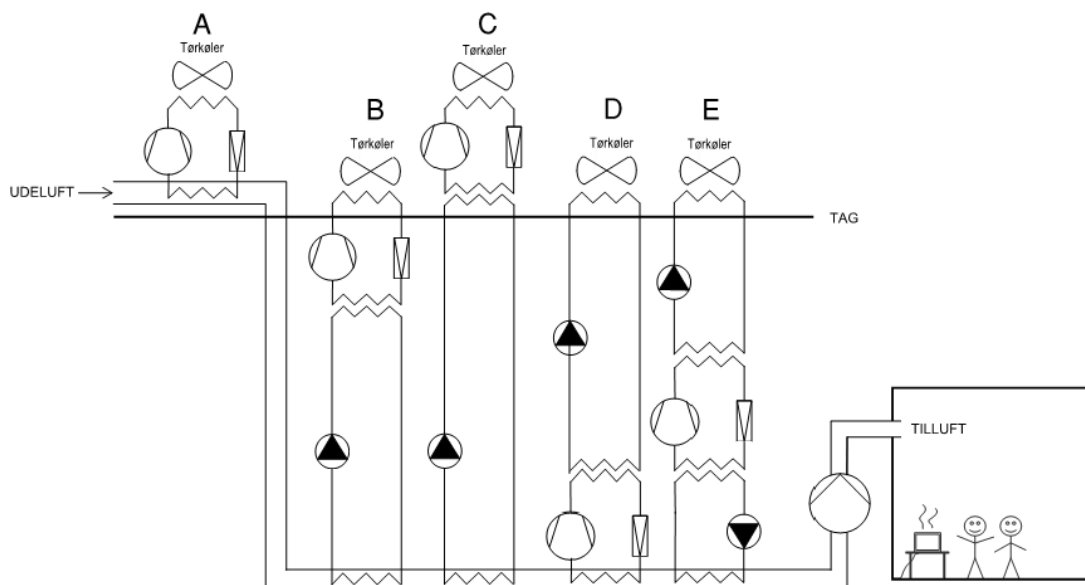 A
Tørkøler
C
Tørkøler
B
Tørkøler
D
Tørkøler
E
Tørkøler
UDELUFT
TAG
TILLUFT